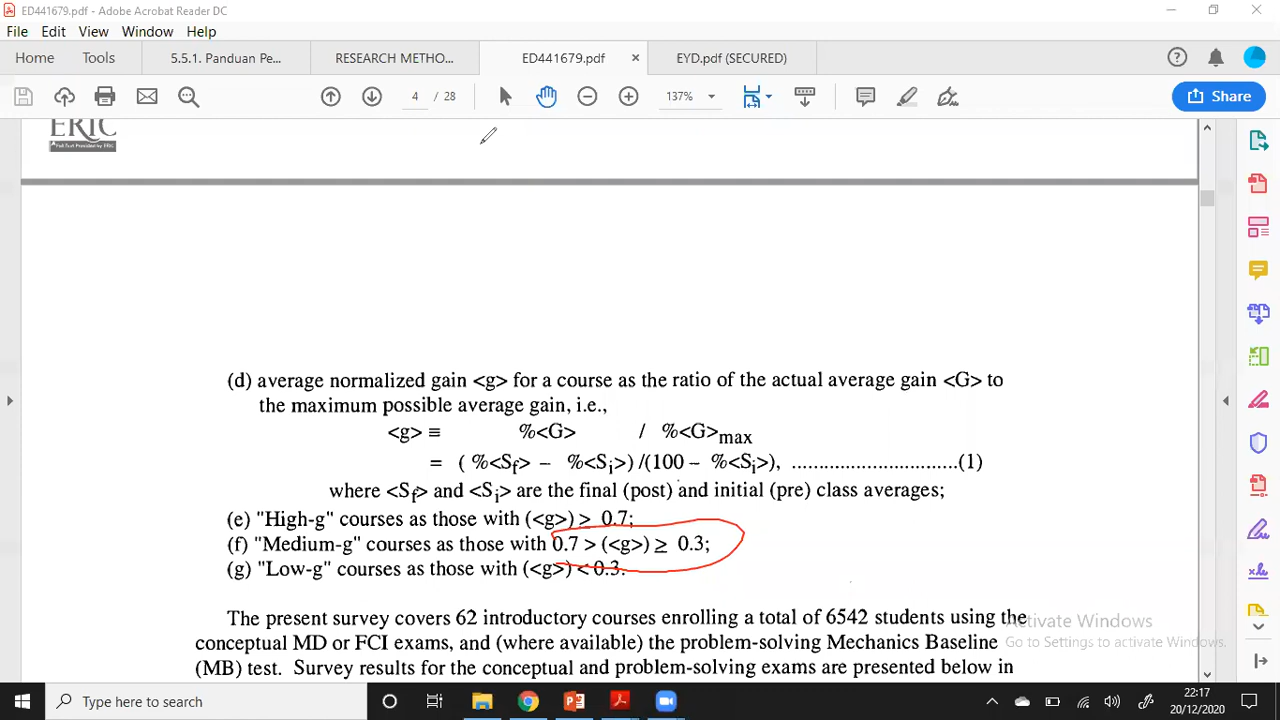 ED441679.pdf - Adobe Acrobat Reader DC
File Edit View Window Help
Home Tools 5.5.1. Panduan Pe... RESEARCH METHO... ED441679.pdf × EYD.pdf (SECURED)
4 / 28 137% Share
ERIC
Full Text Provided by ERIC
(d) average normalized gain <g> for a course as the ratio of the actual average gain <G> to
the maximum possible average gain, i.e.,
<g> ≡ %<G> / %<G>max
= ( %<Sf> – %<Si>) /(100 – %<Si>), ..............................(1)
where <Sf> and <Si> are the final (post) and initial (pre) class averages;
(e) "High-g" courses as those with (<g>) ≥ 0.7;
(f) "Medium-g" courses as those with 0.7 > (<g>) ≥ 0.3;
(g) "Low-g" courses as those with (<g>) < 0.3.
The present survey covers 62 introductory courses enrolling a total of 6542 students using the
conceptual MD or FCI exams, and (where available) the problem-solving Mechanics Baseline
(MB) test. Survey results for the conceptual and problem-solving exams are presented below in
Activate Windows
Go to Settings to activate Windows.
Type here to search
22:17
20/12/2020